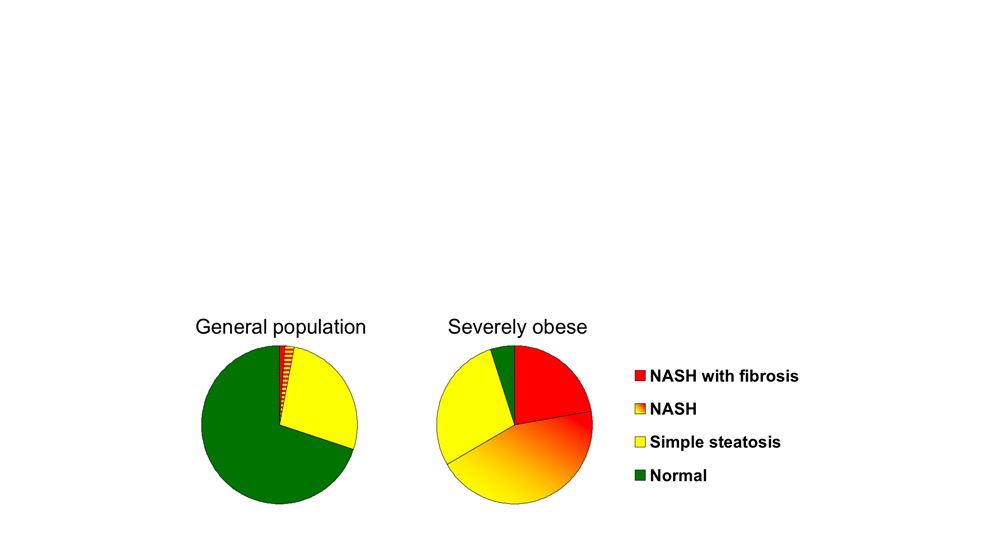 General population
Severely obese
NASH with fibrosis
NASH
Simple steatosis
Normal